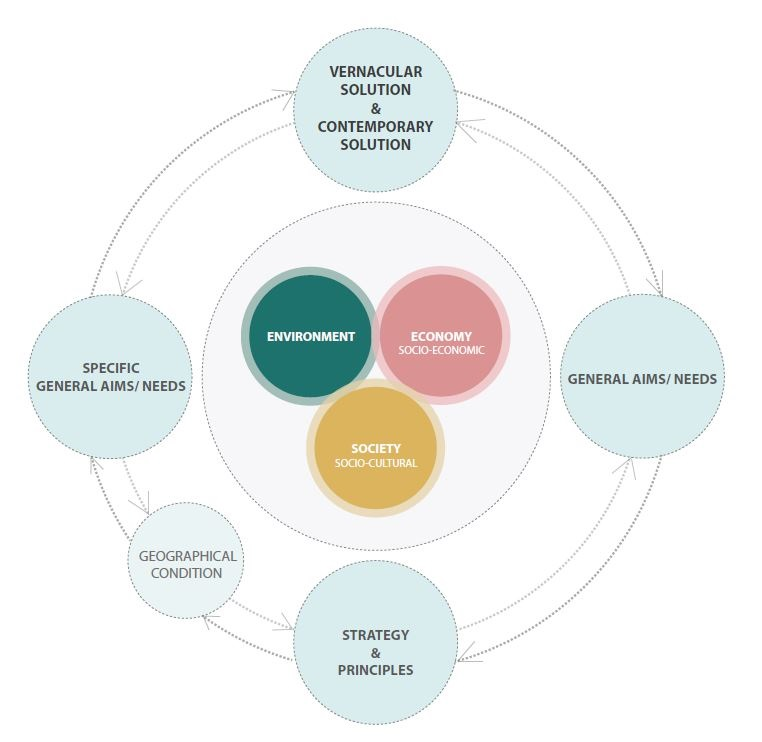 VERNACULAR
SOLUTION
&
CONTEMPORARY
SOLUTION
ENVIRONMENT
ECONOMY
SOCIO-ECONOMIC
SPECIFIC
GENERAL AIMS/ NEEDS
GENERAL AIMS/ NEEDS
SOCIETY
SOCIO-CULTURAL
GEOGRAPHICAL
CONDITION
STRATEGY
&
PRINCIPLES